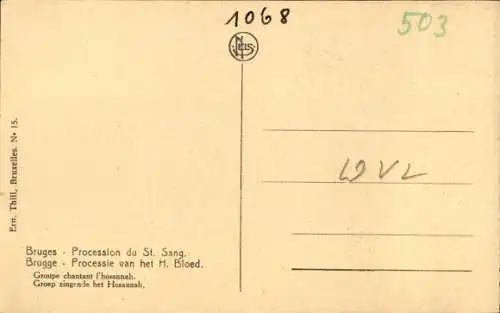 1068
503
NELS
Ern. Thill, Bruxelles. N° 15.
WVL
Bruges - Procession du St. Sang.
Brugge - Processie van het H. Bloed.
Groupe chantant l'hosannah.
Groep zingende het Hosannah.